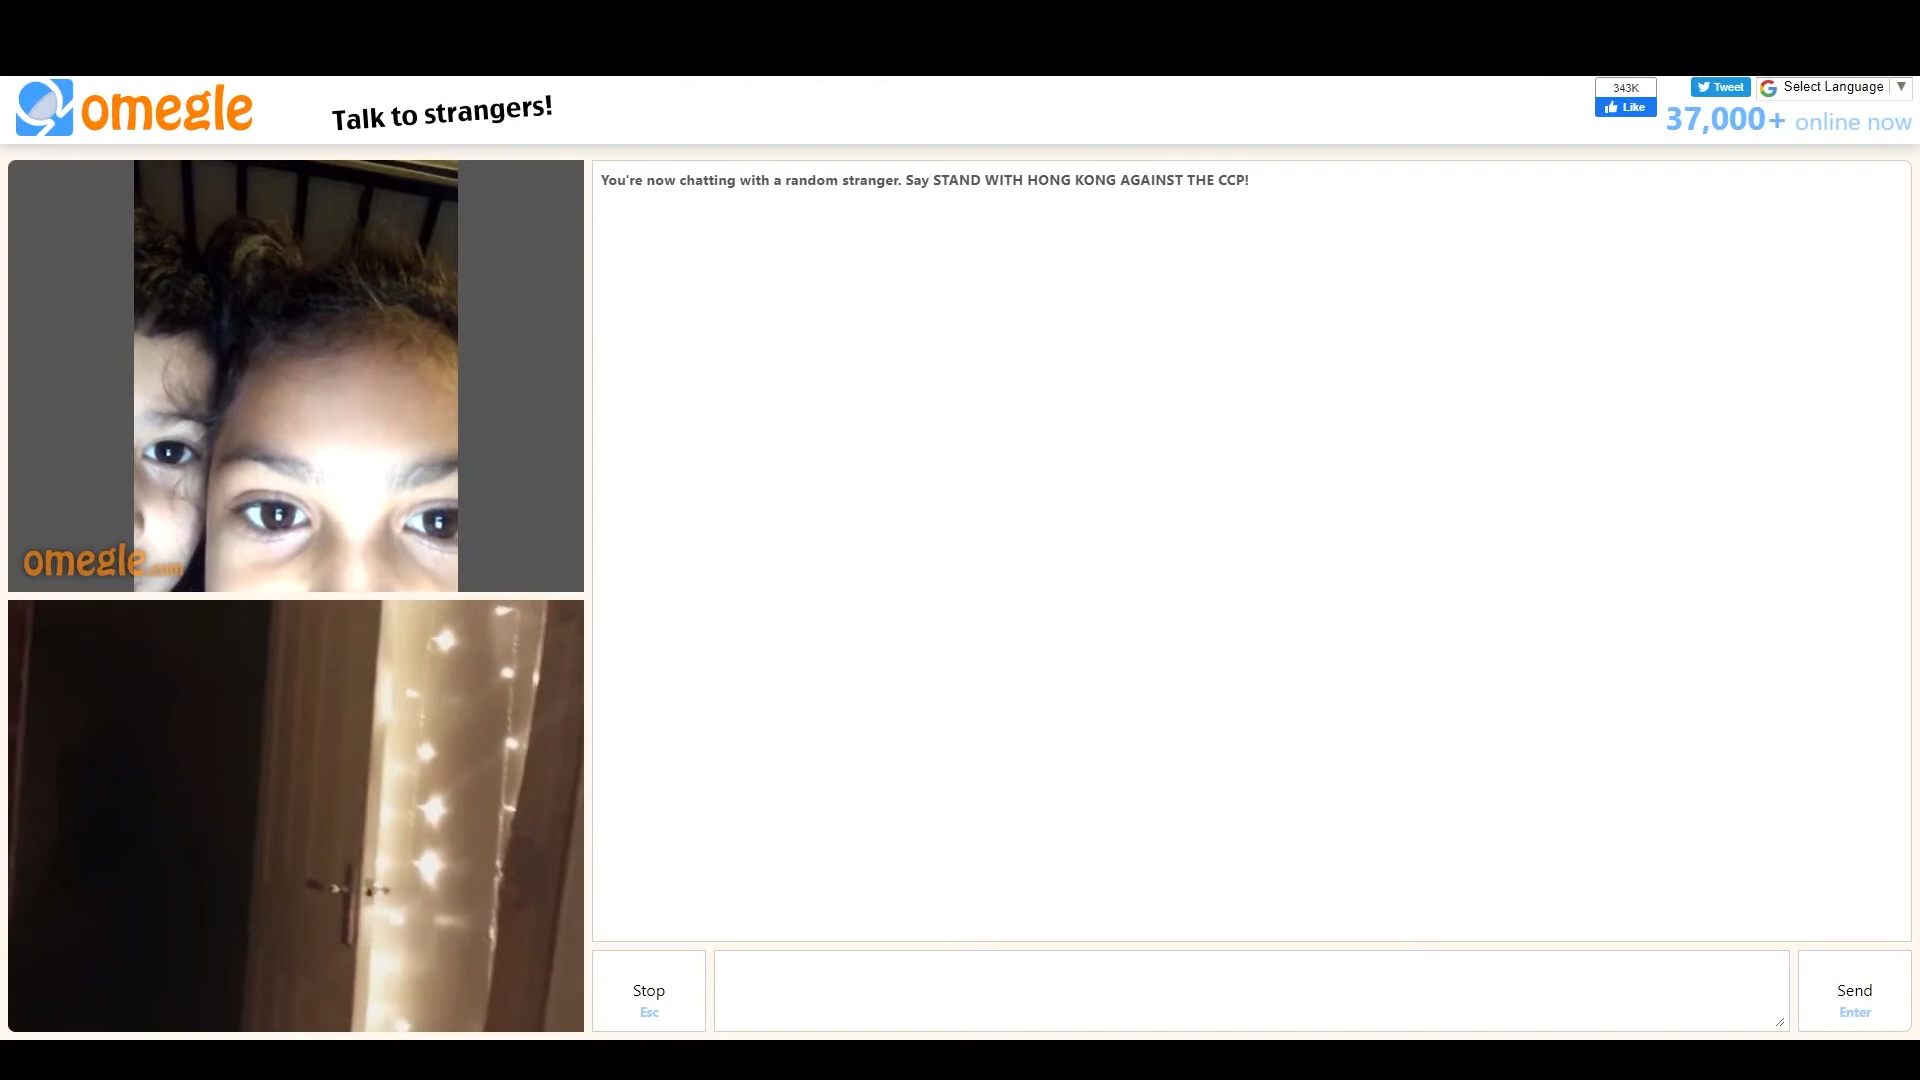 omegle
Talk to strangers!
343K
Like
Tweet
Select Language
37,000+ online now
You're now chatting with a random stranger. Say STAND WITH HONG KONG AGAINST THE CCP!
omegle.com
Stop
Esc
Send
Enter